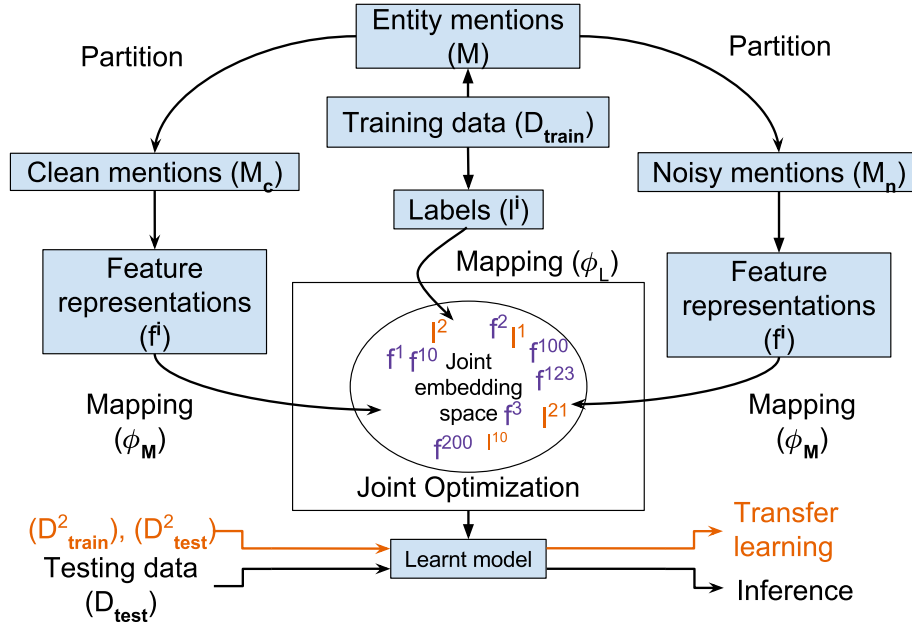 Entity mentions
(M)
Partition
Partition
Training data (D_train)
Clean mentions (M_c)
Noisy mentions (M_n)
Labels (l^i)
Mapping (ϕ_L)
Feature
representations
(f^i)
Feature
representations
(f^i)
l^2
f^2
l^1
f^1
f^10
f^100
Joint
embedding
space
f^123
f^3
l^21
f^200
l^10
Mapping
(ϕ_M)
Mapping
(ϕ_M)
Joint Optimization
(D^2_train), (D^2_test)
Transfer
learning
Learnt model
Testing data
(D_test)
Inference